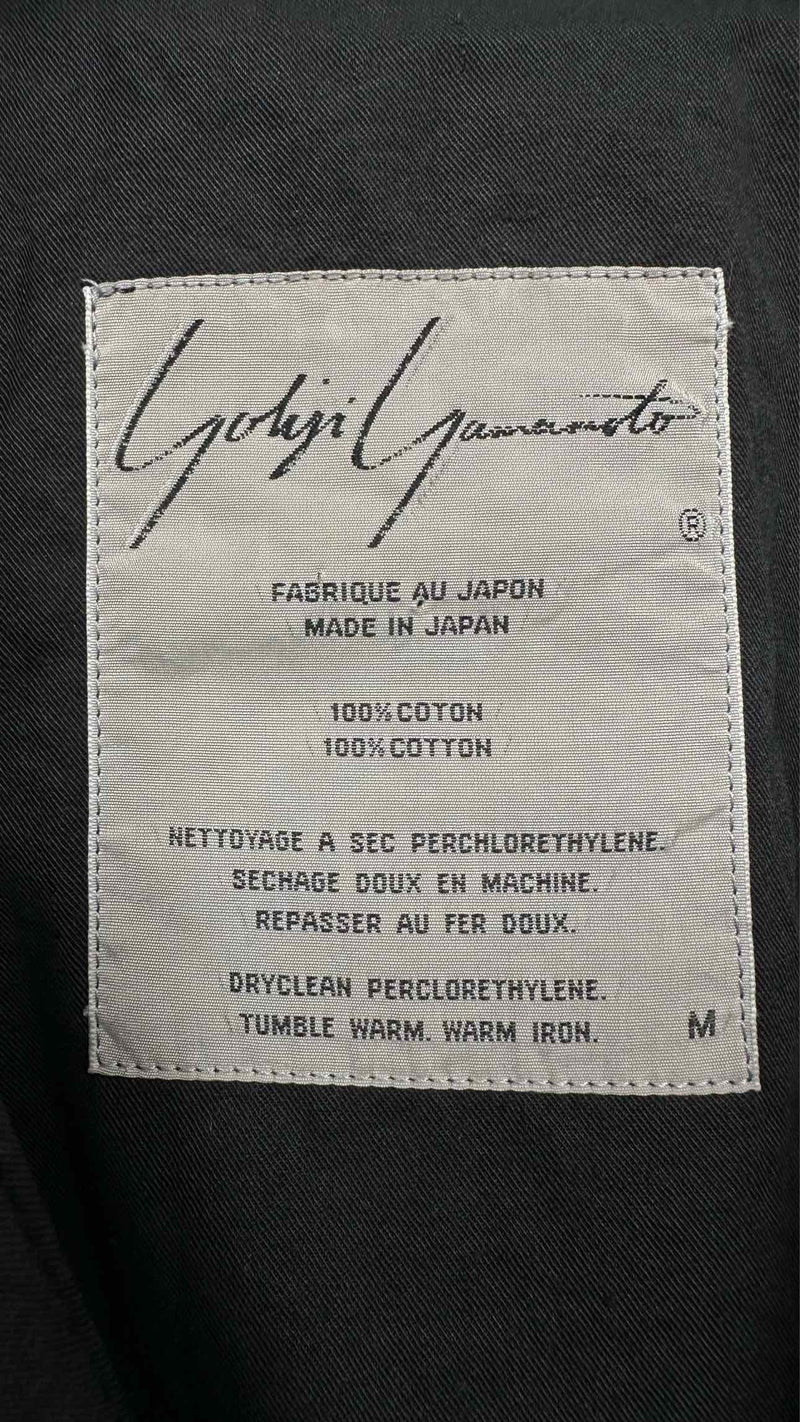 Yohji Yamamoto
®
FABRIQUE AU JAPON
MADE IN JAPAN
100% COTON
100% COTTON
NETTOYAGE A SEC PERCHLORETHYLENE.
SECHAGE DOUX EN MACHINE.
REPASSER AU FER DOUX.
DRYCLEAN PERCLORETHYLENE.
TUMBLE WARM. WARM IRON.
M